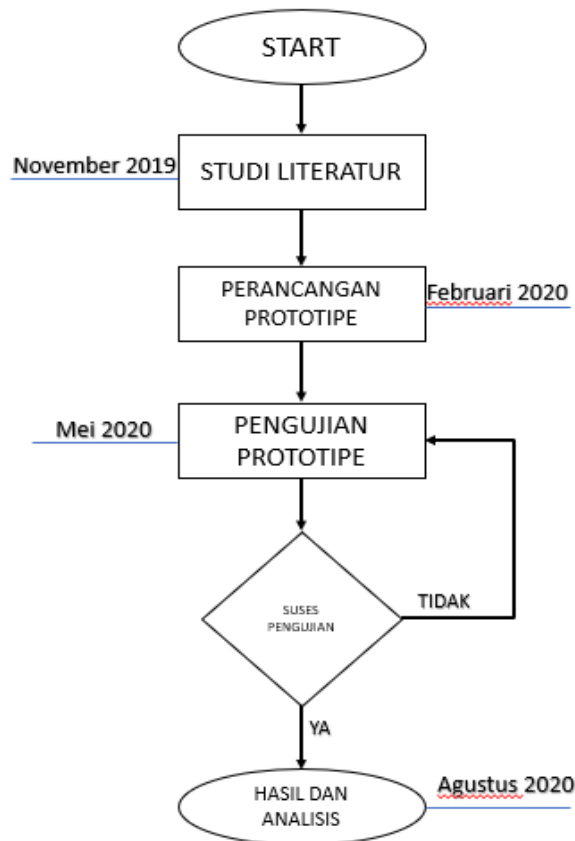 START
November 2019
STUDI LITERATUR
PERANCANGAN
PROTOTIPE
Februari 2020
Mei 2020
PENGUJIAN
PROTOTIPE
SUSES
PENGUJIAN
TIDAK
YA
HASIL DAN
ANALISIS
Agustus 2020